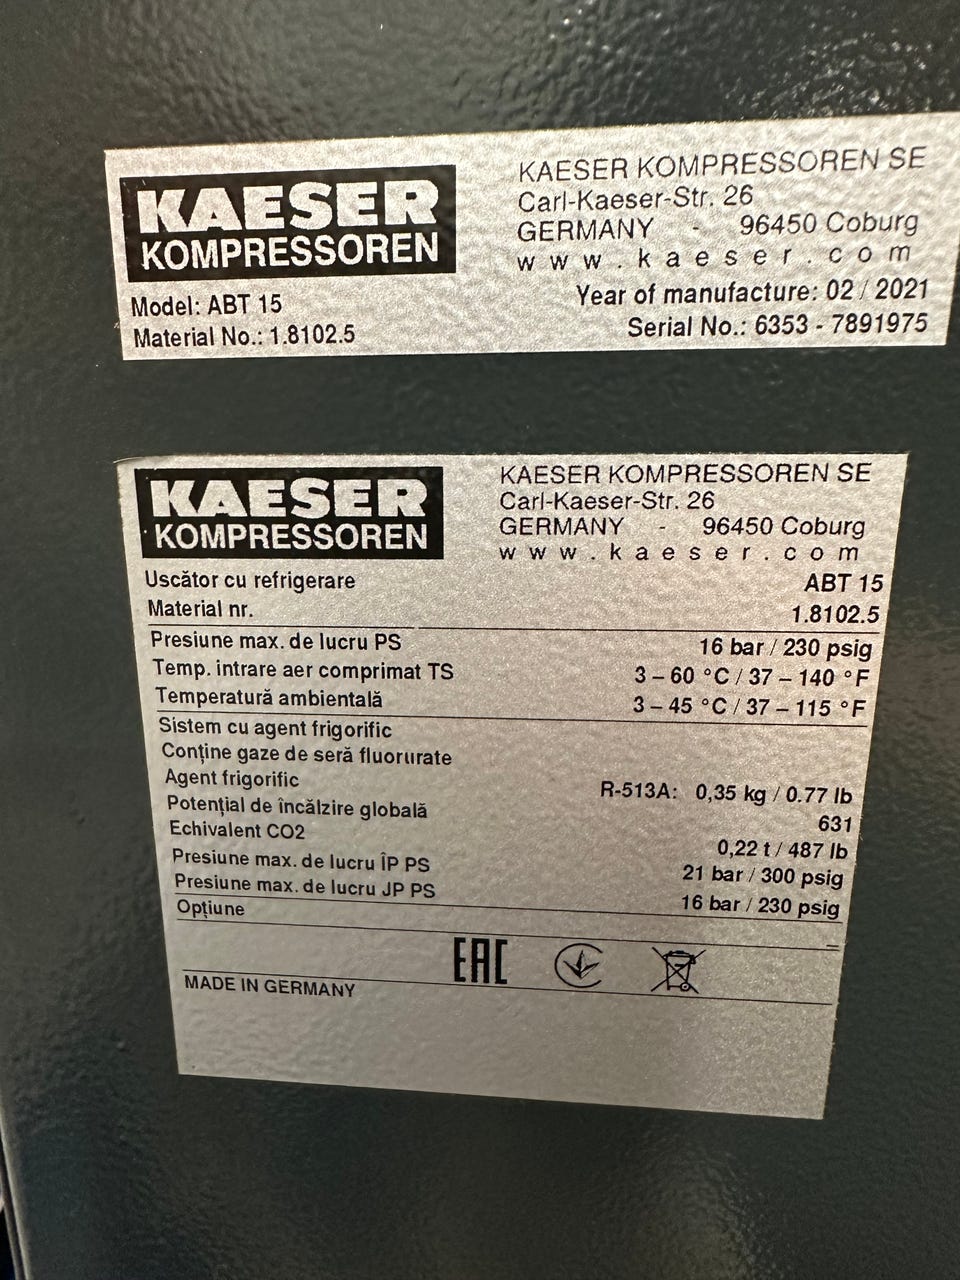 KAESER
KOMPRESSOREN
KAESER KOMPRESSOREN SE
Carl-Kaeser-Str. 26
GERMANY - 96450 Coburg
www.kaeser.com
Model: ABT 15
Year of manufacture: 02 / 2021
Material No.: 1.8102.5
Serial No.: 6353 - 7891975
KAESER
KOMPRESSOREN
KAESER KOMPRESSOREN SE
Carl-Kaeser-Str. 26
GERMANY - 96450 Coburg
www.kaeser.com
Uscător cu refrigerare ABT 15
Material nr. 1.8102.5
Presiune max. de lucru PS 16 bar / 230 psig
Temp. intrare aer comprimat TS 3 – 60 °C / 37 – 140 °F
Temperatură ambientală 3 – 45 °C / 37 – 115 °F
Sistem cu agent frigorific
Conține gaze de seră fluorurate
Agent frigorific R-513A: 0,35 kg / 0.77 lb
Potențial de încălzire globală 631
Echivalent CO2 0,22 t / 487 lb
Presiune max. de lucru ÎP PS 21 bar / 300 psig
Presiune max. de lucru JP PS 16 bar / 230 psig
Opțiune –
EAC
MADE IN GERMANY